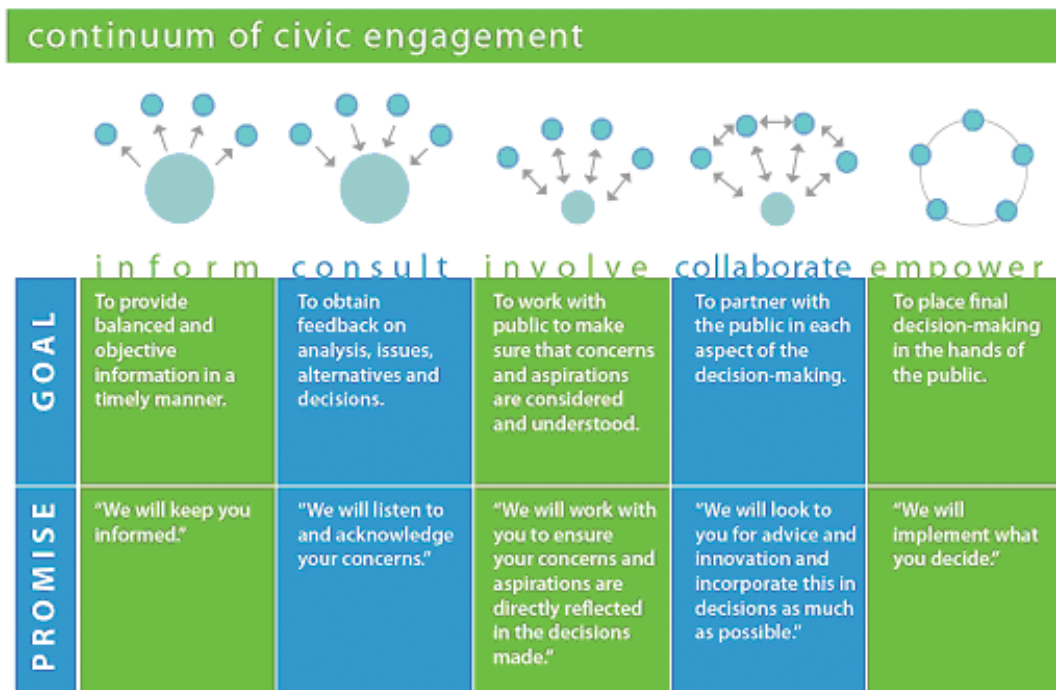 continuum of civic engagement
inform
consult
involve
collaborate
empower
GOAL
To provide
balanced and
objective
information in a
timely manner.
To obtain
feedback on
analysis, issues,
alternatives and
decisions.
To work with
public to make
sure that concerns
and aspirations
are considered
and understood.
To partner with
the public in each
aspect of the
decision-making.
To place final
decision-making
in the hands of
the public.
PROMISE
"We will keep you
informed."
"We will listen to
and acknowledge
your concerns."
"We will work with
you to ensure
your concerns and
aspirations are
directly reflected
in the decisions
made."
"We will look to
you for advice and
innovation and
incorporate this in
decisions as much
as possible."
"We will
implement what
you decide."